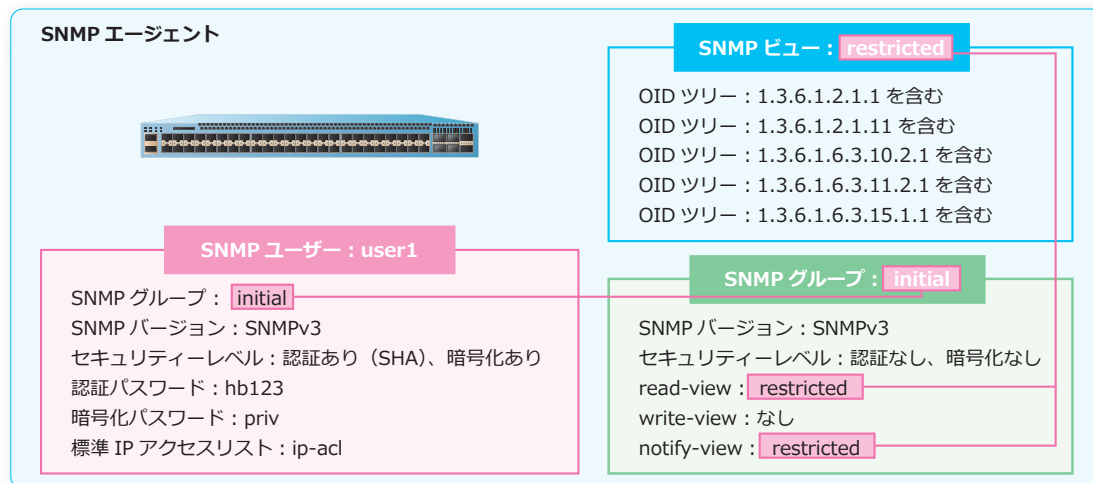 SNMP エージェント
SNMP ビュー：restricted
OID ツリー：1.3.6.1.2.1.1 を含む
OID ツリー：1.3.6.1.2.1.11 を含む
OID ツリー：1.3.6.1.6.3.10.2.1 を含む
OID ツリー：1.3.6.1.6.3.11.2.1 を含む
OID ツリー：1.3.6.1.6.3.15.1.1 を含む
SNMP ユーザー：user1
SNMP グループ：initial
SNMP バージョン：SNMPv3
セキュリティーレベル：認証あり（SHA）、暗号化あり
認証パスワード：hb123
暗号化パスワード：priv
標準 IP アクセスリスト：ip-acl
SNMP グループ：initial
SNMP バージョン：SNMPv3
セキュリティーレベル：認証なし、暗号化なし
read-view：restricted
write-view：なし
notify-view：restricted